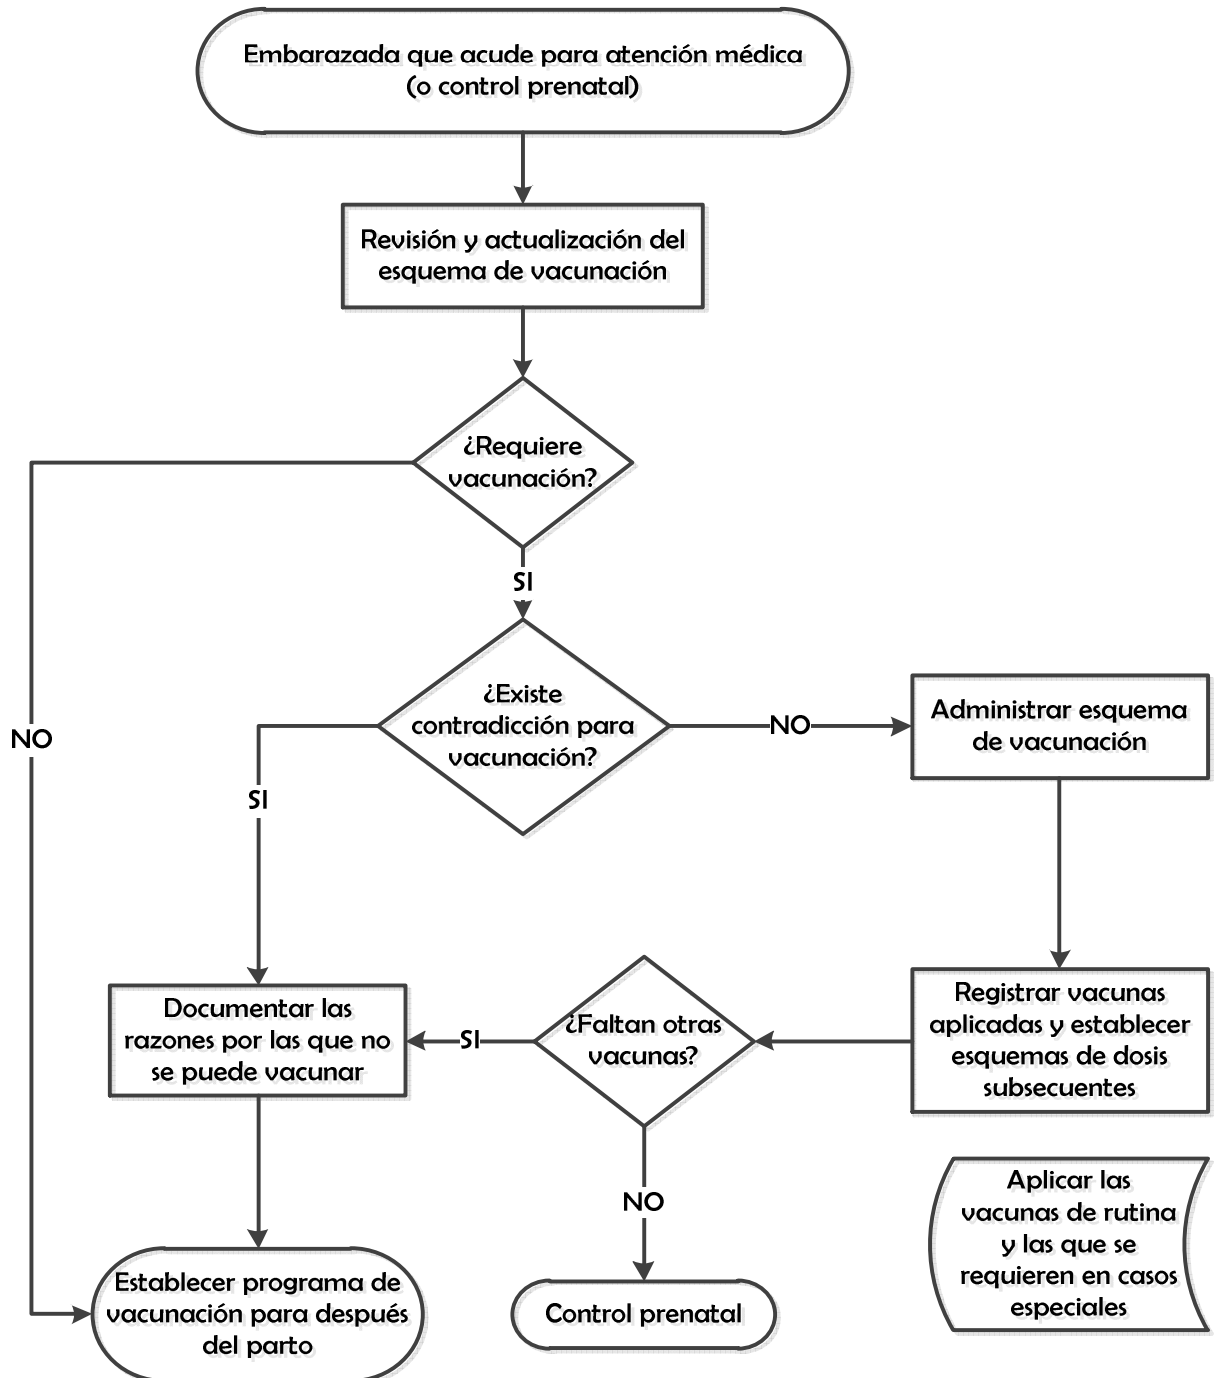 Embarazada que acude para atención médica
(o control prenatal)
Revisión y actualización del
esquema de vacunación
¿Requiere
vacunación?
SI
NO
¿Existe
contradicción para
vacunación?
NO
SI
Administrar esquema
de vacunación
Registrar vacunas
aplicadas y establecer
esquemas de dosis
subsecuentes
¿Faltan otras
vacunas?
SI
NO
Documentar las
razones por las que no
se puede vacunar
Establecer programa de
vacunación para después
del parto
Control prenatal
Aplicar las
vacunas de rutina
y las que se
requieren en casos
especiales